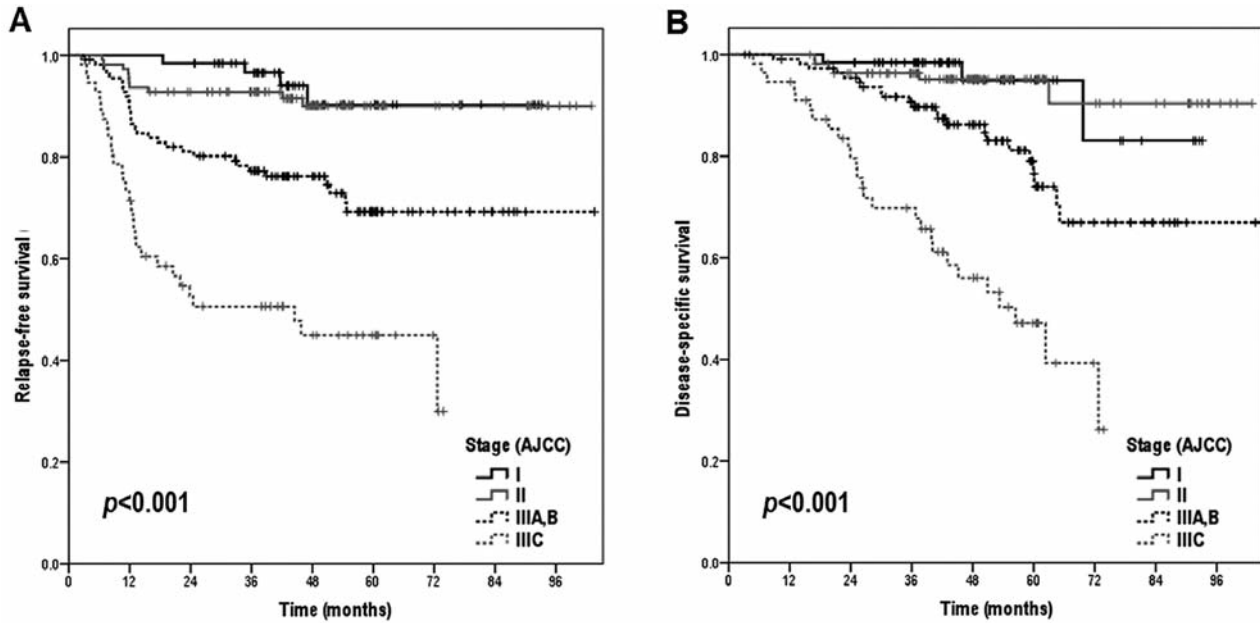 A
Relapse-free survival
1.0
0.8
0.6
0.4
0.2
0.0
0 12 24 36 48 60 72 84 96
Time (months)
p<0.001
Stage (AJCC)
I
II
IIIA,B
IIIC
B
Disease-specific survival
1.0
0.8
0.6
0.4
0.2
0.0
0 12 24 36 48 60 72 84 96
Time (months)
p<0.001
Stage (AJCC)
I
II
IIIA,B
IIIC